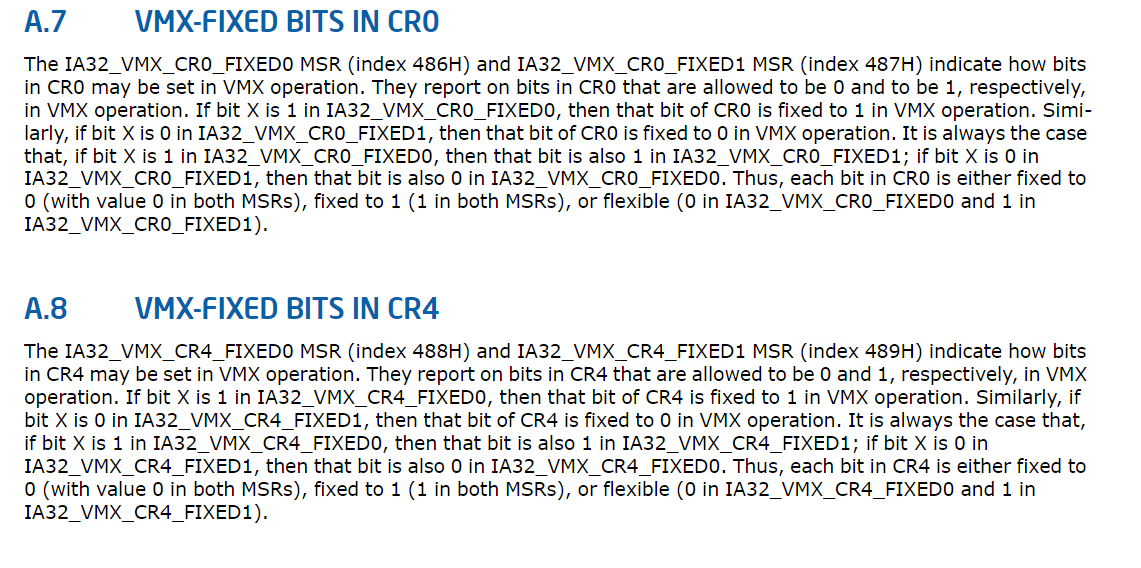 A.7 VMX-FIXED BITS IN CR0
The IA32_VMX_CR0_FIXED0 MSR (index 486H) and IA32_VMX_CR0_FIXED1 MSR (index 487H) indicate how bits
in CR0 may be set in VMX operation. They report on bits in CR0 that are allowed to be 0 and to be 1, respectively,
in VMX operation. If bit X is 1 in IA32_VMX_CR0_FIXED0, then that bit of CR0 is fixed to 1 in VMX operation. Simi-
larly, if bit X is 0 in IA32_VMX_CR0_FIXED1, then that bit of CR0 is fixed to 0 in VMX operation. It is always the case
that, if bit X is 1 in IA32_VMX_CR0_FIXED0, then that bit is also 1 in IA32_VMX_CR0_FIXED1; if bit X is 0 in
IA32_VMX_CR0_FIXED1, then that bit is also 0 in IA32_VMX_CR0_FIXED0. Thus, each bit in CR0 is either fixed to
0 (with value 0 in both MSRs), fixed to 1 (1 in both MSRs), or flexible (0 in IA32_VMX_CR0_FIXED0 and 1 in
IA32_VMX_CR0_FIXED1).
A.8 VMX-FIXED BITS IN CR4
The IA32_VMX_CR4_FIXED0 MSR (index 488H) and IA32_VMX_CR4_FIXED1 MSR (index 489H) indicate how bits
in CR4 may be set in VMX operation. They report on bits in CR4 that are allowed to be 0 and 1, respectively, in VMX
operation. If bit X is 1 in IA32_VMX_CR4_FIXED0, then that bit of CR4 is fixed to 1 in VMX operation. Similarly, if
bit X is 0 in IA32_VMX_CR4_FIXED1, then that bit of CR4 is fixed to 0 in VMX operation. It is always the case that,
if bit X is 1 in IA32_VMX_CR4_FIXED0, then that bit is also 1 in IA32_VMX_CR4_FIXED1; if bit X is 0 in
IA32_VMX_CR4_FIXED1, then that bit is also 0 in IA32_VMX_CR4_FIXED0. Thus, each bit in CR4 is either fixed to
0 (with value 0 in both MSRs), fixed to 1 (1 in both MSRs), or flexible (0 in IA32_VMX_CR4_FIXED0 and 1 in
IA32_VMX_CR4_FIXED1).